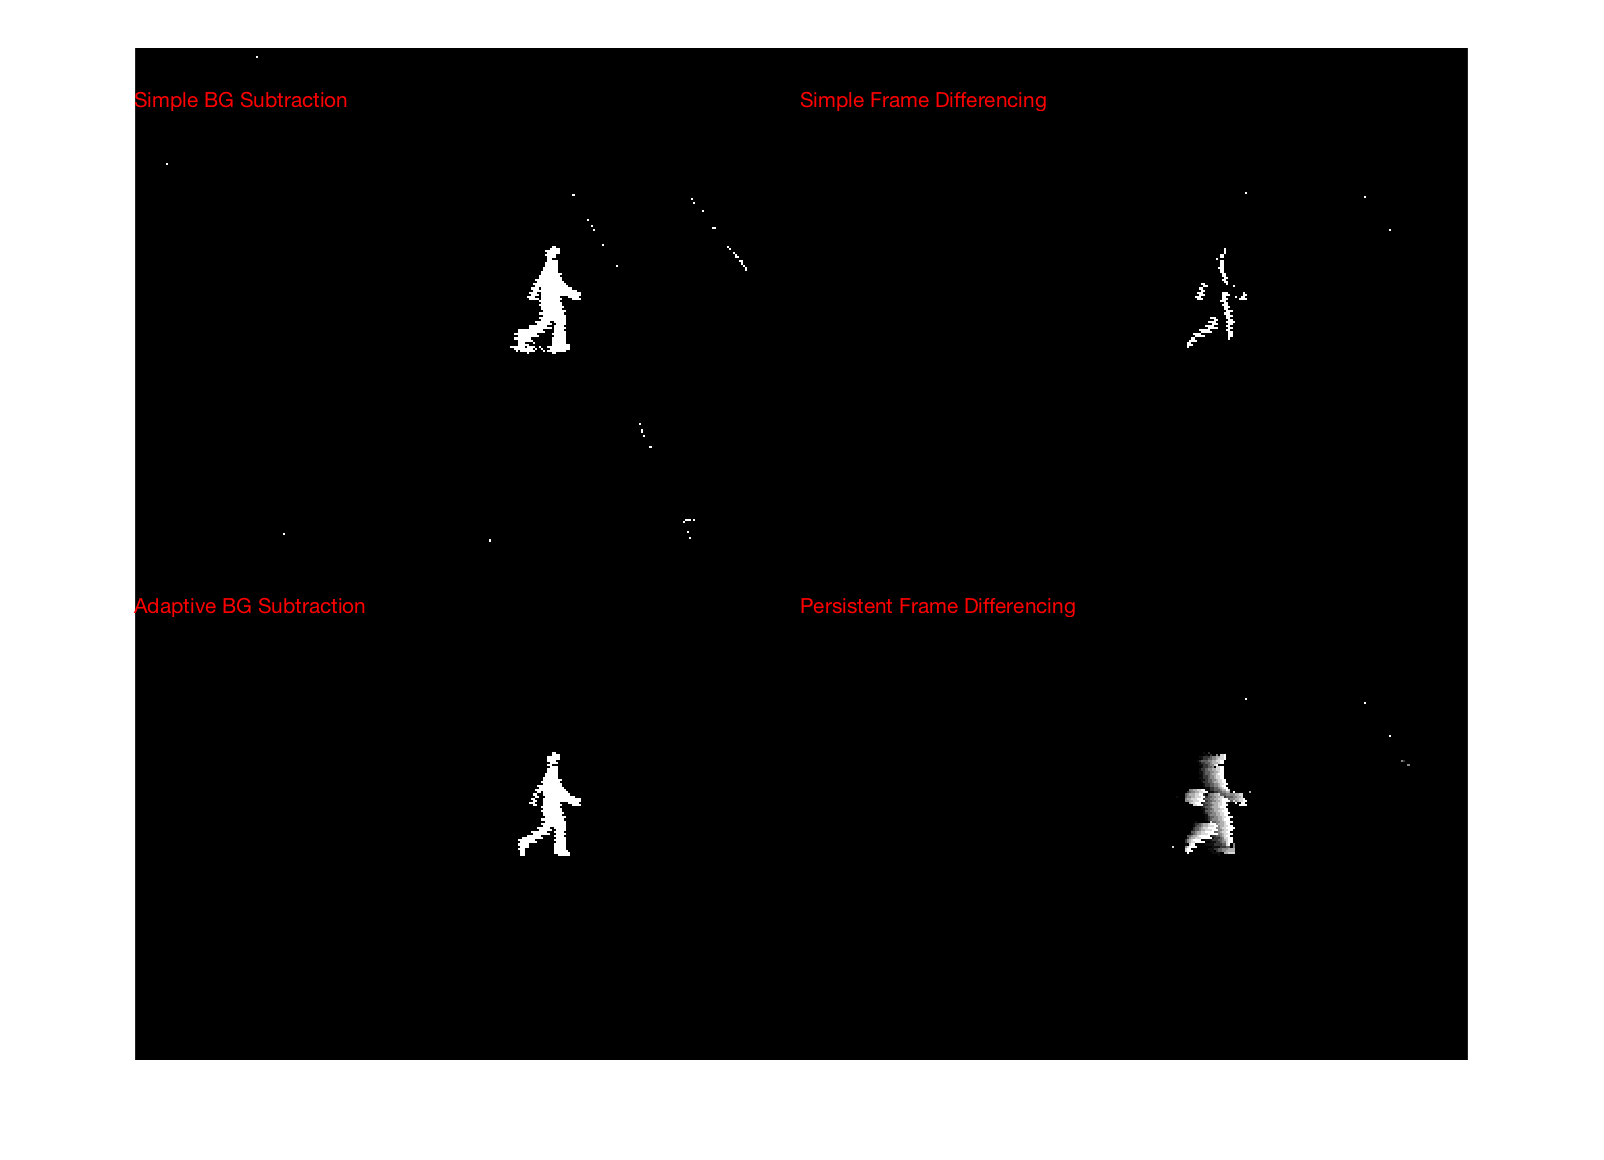 Simple BG Subtraction
Simple Frame Differencing
Adaptive BG Subtraction
Persistent Frame Differencing